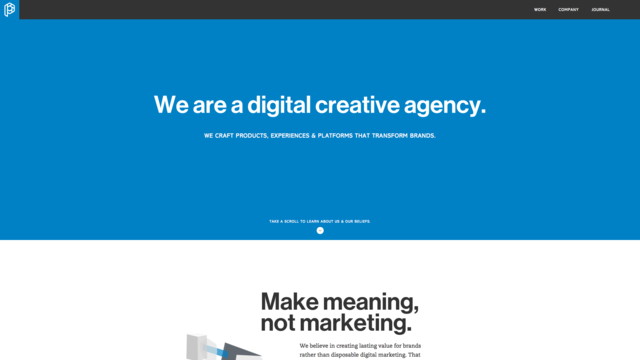 WORK COMPANY JOURNAL
We are a digital creative agency.
WE CRAFT PRODUCTS, EXPERIENCES & PLATFORMS THAT TRANSFORM BRANDS.
TAKE A SCROLL TO LEARN ABOUT US & OUR BELIEFS.
Make meaning,
not marketing.
We believe in creating lasting value for brands
rather than disposable digital marketing. That